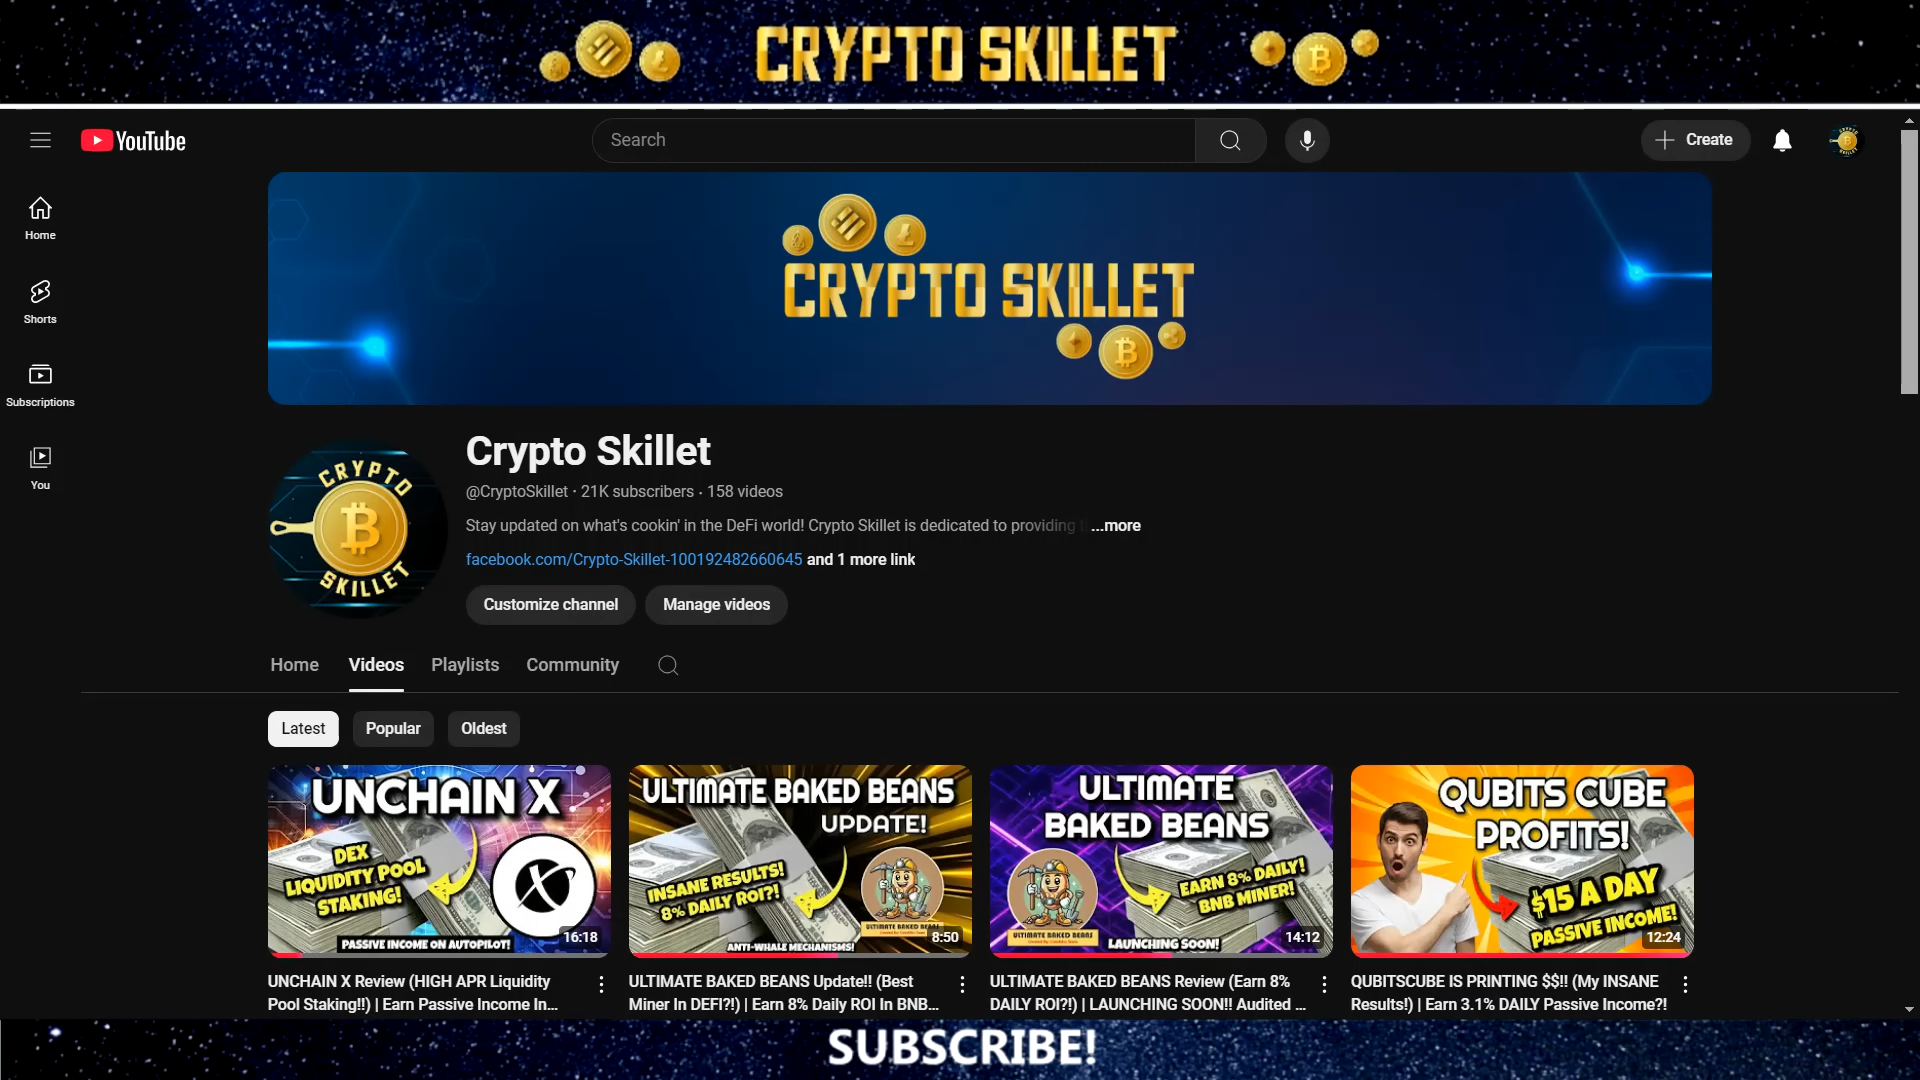 CRYPTO SKILLET
YouTube
Search
Create
Home
Shorts
Subscriptions
You
CRYPTO SKILLET
CRYPTO
SKILLET
Crypto Skillet
@CryptoSkillet · 21K subscribers · 158 videos
Stay updated on what's cookin' in the DeFi world! Crypto Skillet is dedicated to providing ...more
facebook.com/Crypto-Skillet-100192482660645 and 1 more link
Customize channel
Manage videos
Home
Videos
Playlists
Community
Latest
Popular
Oldest
UNCHAIN X
DEX
LIQUIDITY POOL
STAKING!
PASSIVE INCOME ON AUTOPILOT!
16:18
UNCHAIN X Review (HIGH APR Liquidity
Pool Staking!!) | Earn Passive Income In...
ULTIMATE BAKED BEANS
UPDATE!
INSANE RESULTS!
8% DAILY ROI?!
ULTIMATE BAKED BEANS
ANTI-WHALE MECHANISMS!
8:50
ULTIMATE BAKED BEANS Update!! (Best
Miner In DEFI?!) | Earn 8% Daily ROI In BNB...
ULTIMATE
BAKED BEANS
EARN 8% DAILY!
BNB MINER!
ULTIMATE BAKED BEANS
LAUNCHING SOON!
14:12
ULTIMATE BAKED BEANS Review (Earn 8%
DAILY ROI?!) | LAUNCHING SOON!! Audited ...
QUBITS CUBE
PROFITS!
$15 A DAY
PASSIVE INCOME!
12:24
QUBITSCUBE IS PRINTING $$!! (My INSANE
Results!) | Earn 3.1% DAILY Passive Income?!
SUBSCRIBE!